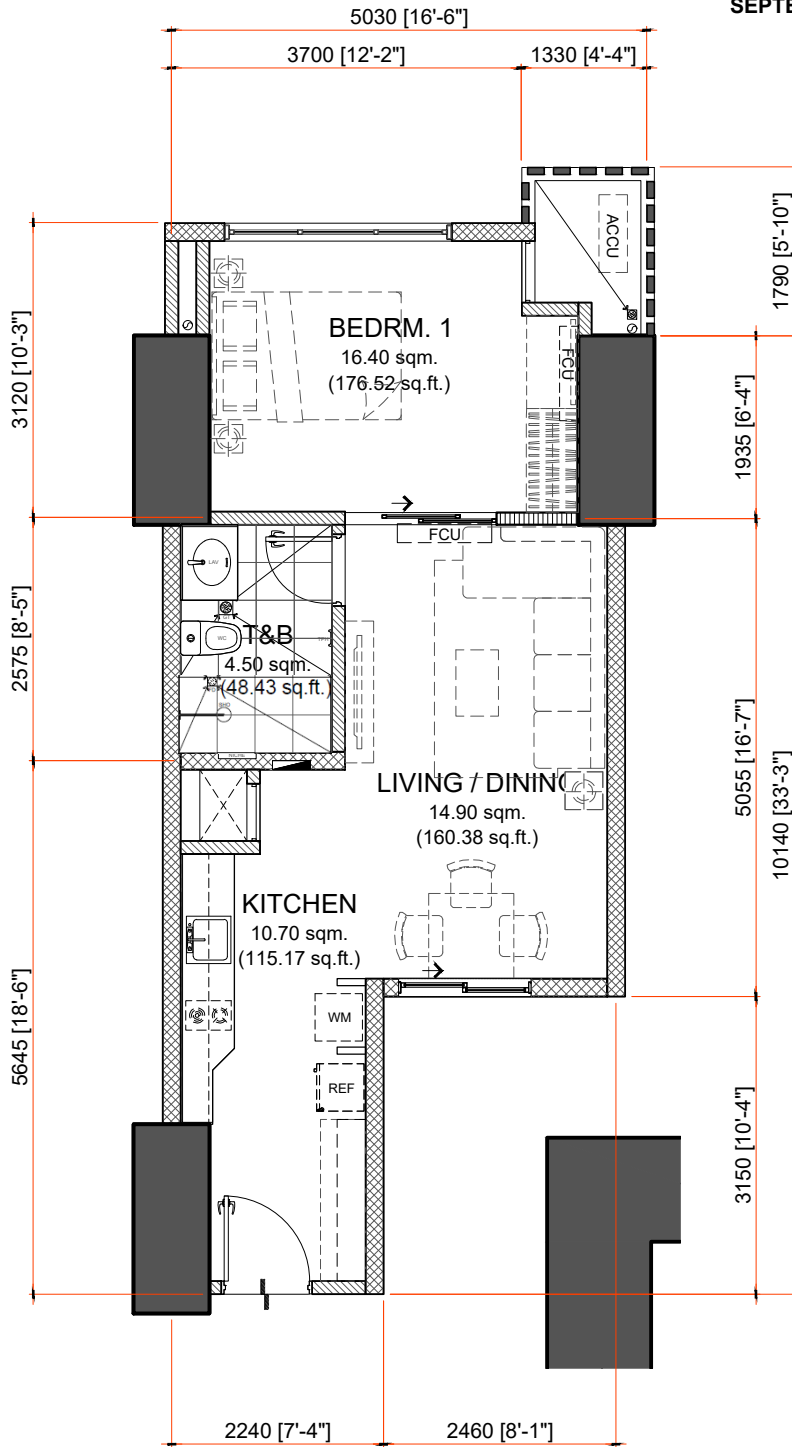 SEPTE
5030 [16'-6"]
3700 [12'-2"]
1330 [4'-4"]
1790 [5'-10"]
ACCU
3120 [10'-3"]
BEDRM. 1
16.40 sqm.
(176.52 sq.ft.)
FCU
1935 [6'-4"]
FCU
2575 [8'-5"]
LAV
WC
T&B
4.50 sqm.
(48.43 sq.ft.)
5055 [16'-7"]
10140 [33'-3"]
LIVING / DINING
14.90 sqm.
(160.38 sq.ft.)
KITCHEN
10.70 sqm.
(115.17 sq.ft.)
5645 [18'-6"]
WM
REF
3150 [10'-4"]
2240 [7'-4"]
2460 [8'-1"]